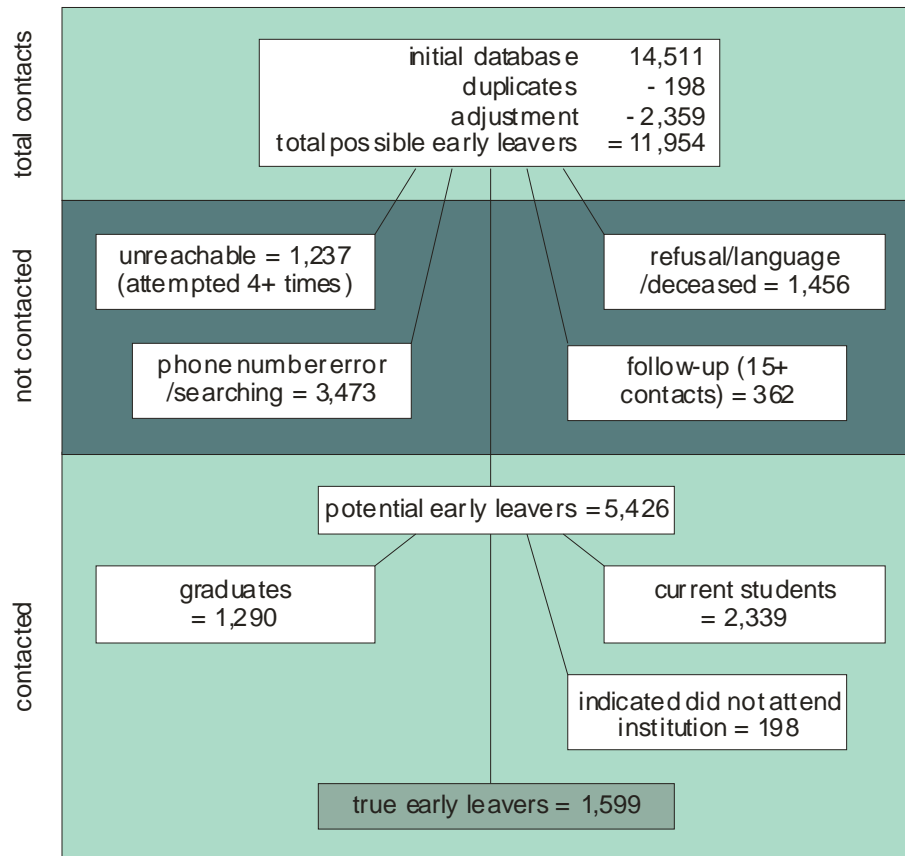 total contacts
initial database 14,511
duplicates - 198
adjustment - 2,359
total possible early leavers = 11,954
not contacted
unreachable = 1,237
(attempted 4+ times)
refusal/language
/deceased = 1,456
phone number error
/searching = 3,473
follow-up (15+
contacts) = 362
contacted
potential early leavers = 5,426
graduates
= 1,290
current students
= 2,339
indicated did not attend
institution = 198
true early leavers = 1,599